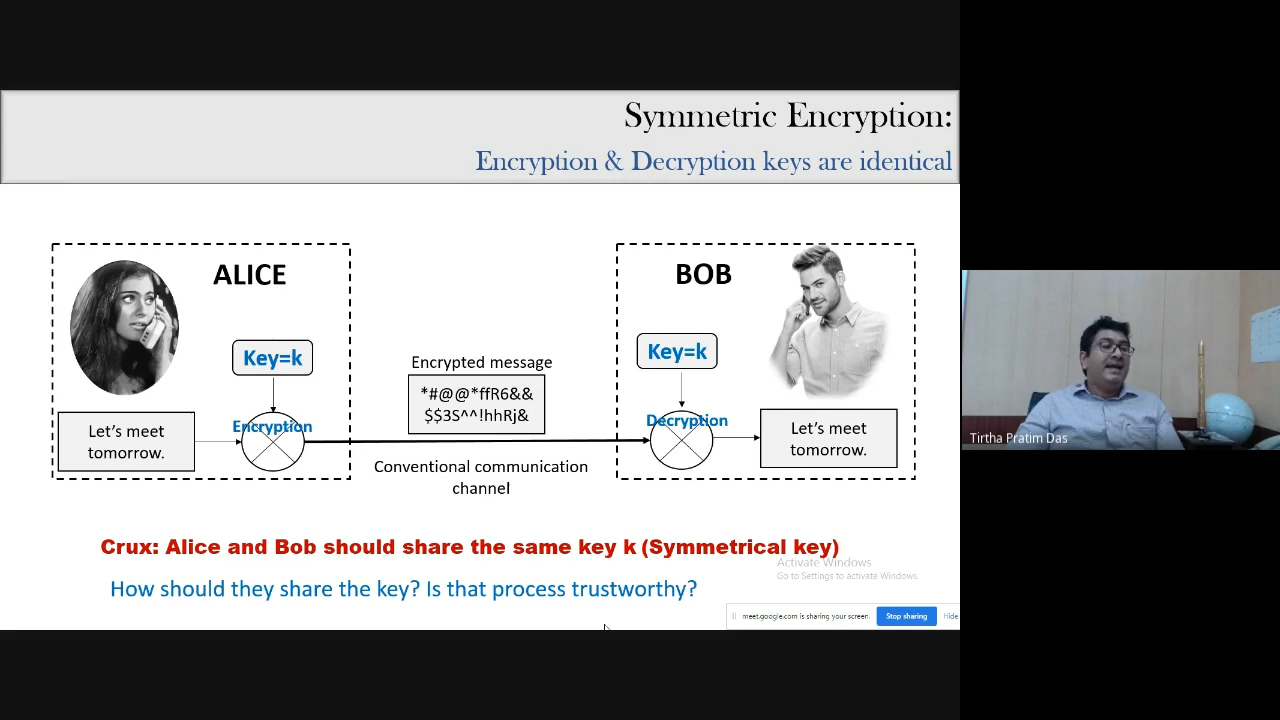 Symmetric Encryption:
Encryption & Decryption keys are identical
ALICE
BOB
Key=k
Key=k
Encrypted message
*#@@*ffR6&&
$$3S^^!hhRj&
Encryption
Decryption
Let's meet
tomorrow.
Let's meet
tomorrow.
Conventional communication
channel
Crux: Alice and Bob should share the same key k (Symmetrical key)
How should they share the key? Is that process trustworthy?
Activate Windows
Go to Settings to activate Windows.
meet.google.com is sharing your screen.
Stop sharing
Hide
Tirtha Pratim Das